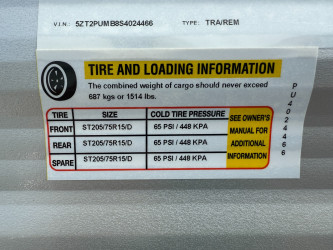 V.I.N.: 5ZT2PUMB8S4024466 TYPE: TRA/REM
TIRE AND LOADING INFORMATION
The combined weight of cargo should never exceed
687 kgs or 1514 lbs.
TIRE SIZE COLD TIRE PRESSURE SEE OWNER'S
FRONT ST205/75R15/D 65 PSI / 448 KPA MANUAL FOR
REAR ST205/75R15/D 65 PSI / 448 KPA ADDITIONAL
SPARE ST205/75R15/D 65 PSI / 448 KPA INFORMATION
PU4024466